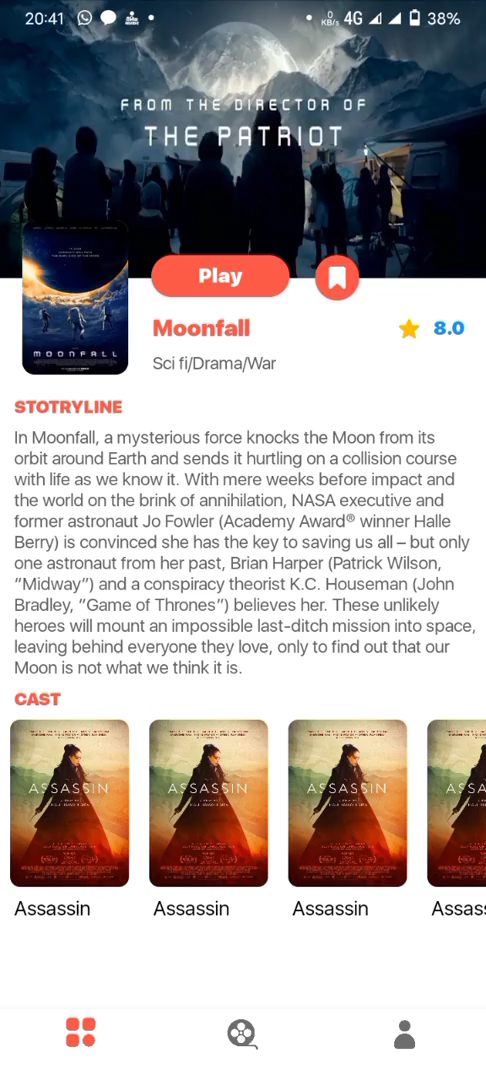 20:41
0 KB/s 4G 38%
FROM THE DIRECTOR OF
THE PATRIOT
MOONFALL
Play
Moonfall
8.0
Sci fi/Drama/War
STOTRYLINE
In Moonfall, a mysterious force knocks the Moon from its
orbit around Earth and sends it hurtling on a collision course
with life as we know it. With mere weeks before impact and
the world on the brink of annihilation, NASA executive and
former astronaut Jo Fowler (Academy Award® winner Halle
Berry) is convinced she has the key to saving us all – but only
one astronaut from her past, Brian Harper (Patrick Wilson,
“Midway”) and a conspiracy theorist K.C. Houseman (John
Bradley, “Game of Thrones”) believes her. These unlikely
heroes will mount an impossible last-ditch mission into space,
leaving behind everyone they love, only to find out that our
Moon is not what we think it is.
CAST
ASSASSIN ASSASSIN ASSASSIN ASSA
Assassin Assassin Assassin Assas